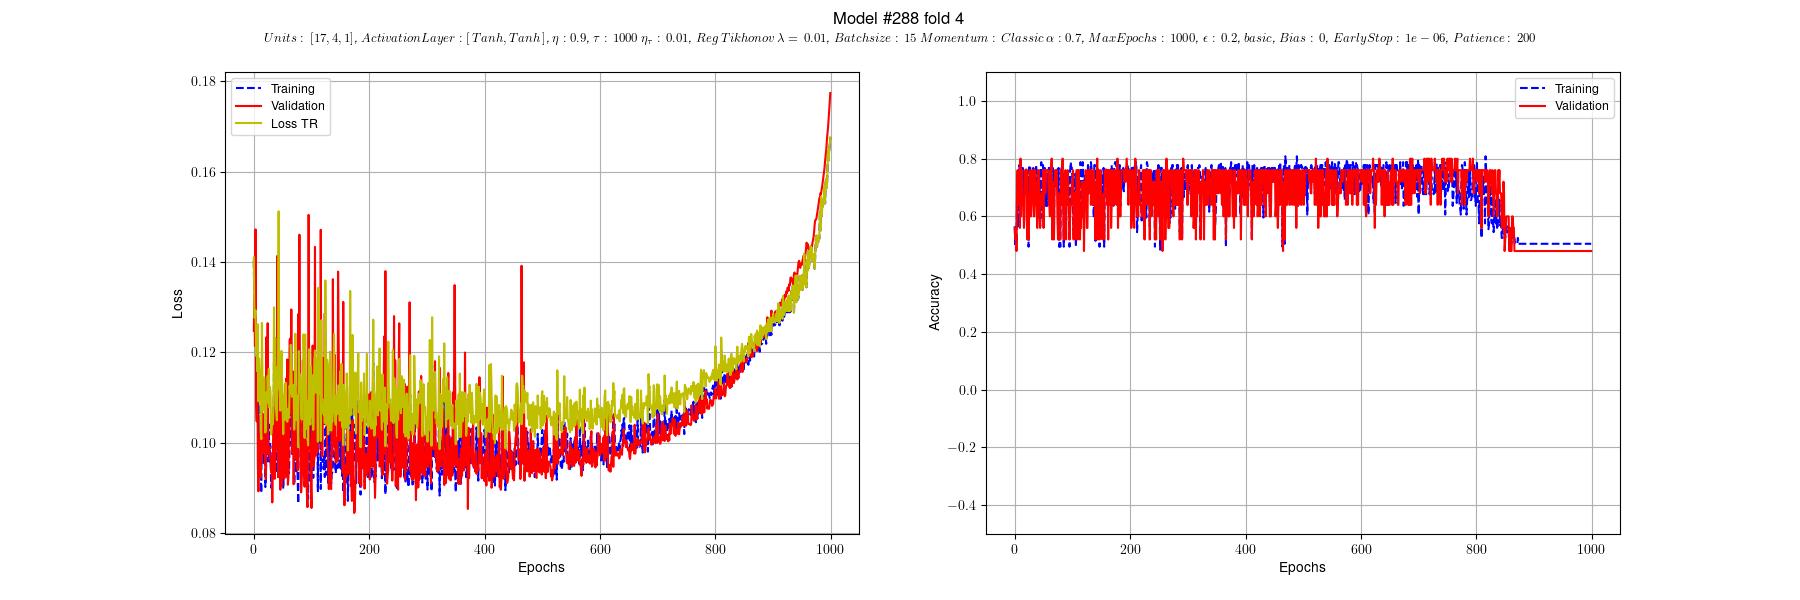 Model #288 fold 4
Units : [17, 4, 1], ActivationLayer : [Tanh, Tanh], η : 0.9, τ : 1000 η_τ : 0.01, Reg Tikhonov λ = 0.01, Batchsize : 15 Momentum : Classic α : 0.7, MaxEpochs : 1000, ϵ : 0.2, basic, Bias : 0, EarlyStop : 1e − 06, Patience : 200
Training
Validation
Loss TR
0.18
0.16
0.14
0.12
0.10
0.08
Loss
0 200 400 600 800 1000
Epochs
Training
Validation
1.0
0.8
0.6
0.4
0.2
0.0
−0.2
−0.4
Accuracy
0 200 400 600 800 1000
Epochs